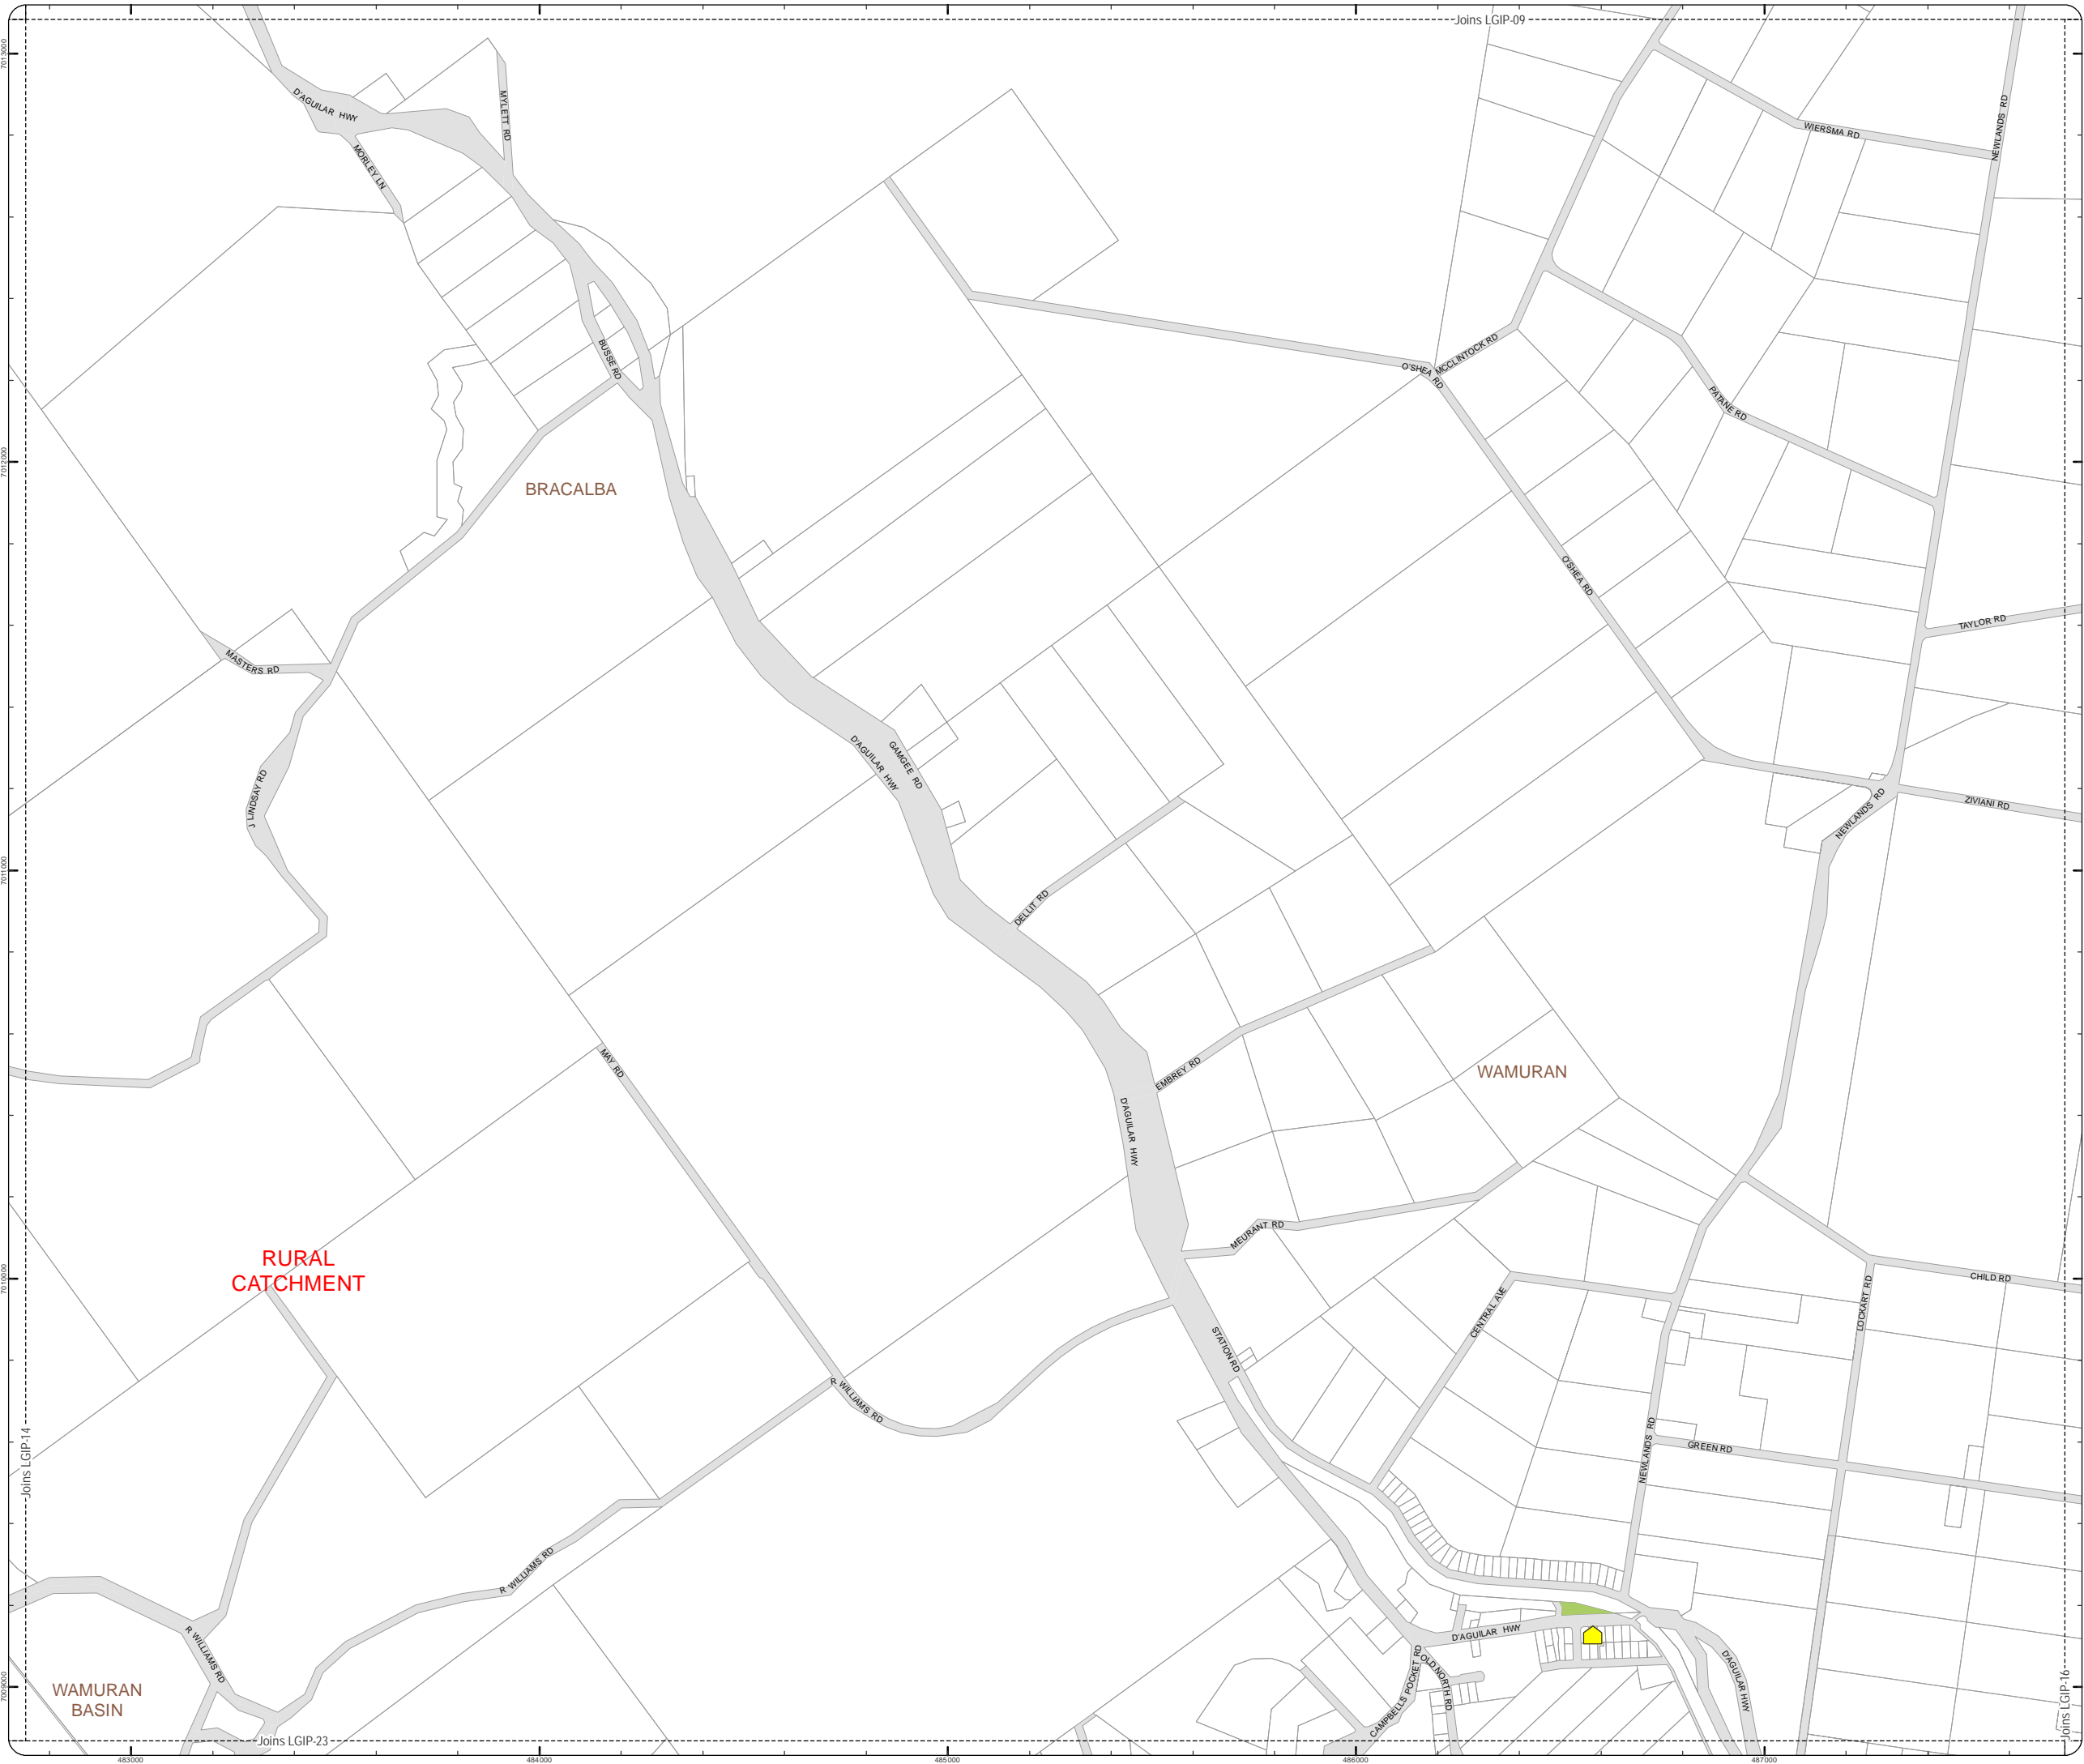 Joins LGIP-09
7013000
D'AGUILAR HWY
MYLETT RD
MORLEY LN
WIERSMA RD
NEWLANDS RD
BUSSE RD
O'SHEA RD
MCCLINTOCK RD
PATANE RD
7012000
BRACALBA
O'SHEA RD
TAYLOR RD
MASTERS RD
J LINDSAY RD
D'AGUILAR HWY
GAMGEE RD
NEWLANDS RD
ZIVIANI RD
7011000
DELLIT RD
MAY RD
EMBREY RD
WAMURAN
D'AGUILAR HWY
MEURANT RD
RURAL
CATCHMENT
7010000
CHILD RD
CENTRAL AVE
LOCKART RD
STATION RD
R WILLIAMS RD
Joins LGIP-14
NEWLANDS RD
GREEN RD
R WILLIAMS RD
R WILLIAMS RD
D'AGUILAR HWY
OLD NORTH RD
CAMPBELLS POCKET RD
D'AGUILAR HWY
7009000
WAMURAN
BASIN
Joins LGIP-16
Joins LGIP-23
483000
484000
485000
486000
487000